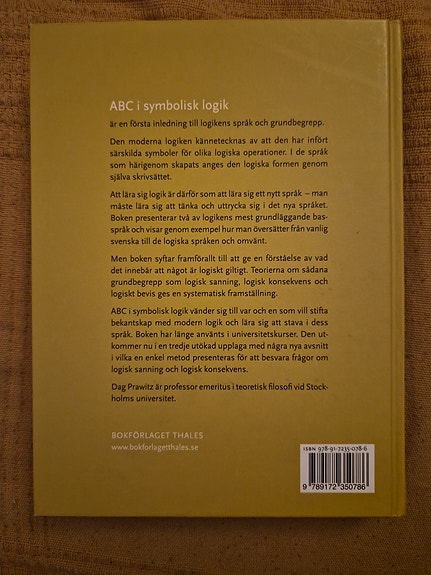 ABC i symbolisk logik
är en första inledning till logikens språk och grundbegrepp.
Den moderna logiken kännetecknas av att den har infört
särskilda symboler för olika logiska operationer. I de språk
som härigenom skapats anges den logiska formen genom
själva skrivsättet.
Att lära sig logik är därför som att lära sig ett nytt språk – man
måste lära sig att tänka och uttrycka sig i det nya språket.
Boken presenterar två av logikens mest grundläggande bas-
språk och visar genom exempel hur man översätter från vanlig
svenska till de logiska språken och omvänt.
Men boken syftar framförallt till att ge en förståelse av vad
det innebär att något är logiskt giltigt. Teorierna om sådana
grundbegrepp som logisk sanning, logisk konsekvens och
logiskt bevis ges en systematisk framställning.
ABC i symbolisk logik vänder sig till var och en som vill stifta
bekantskap med modern logik och lära sig att stava i dess
språk. Boken har länge använts i universitetskurser. Den ut-
kommer nu i en tredje utökad upplaga med några nya avsnitt
i vilka en enkel metod presenteras för att besvara frågor om
logisk sanning och logisk konsekvens.
Dag Prawitz är professor emeritus i teoretisk filosofi vid Stock-
holms universitet.
BOKFÖRLAGET THALES
www.bokforlagetthales.se
ISBN 978-91-7235-078-6
9 789172 350786